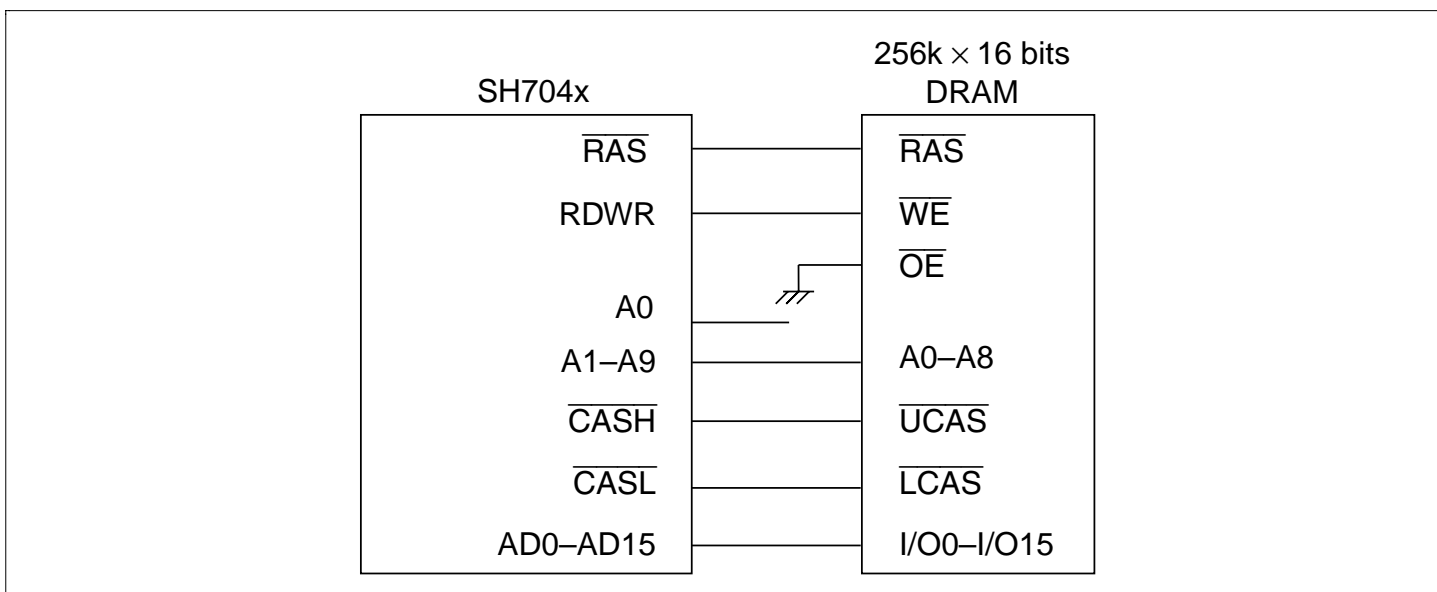 256k × 16 bits
SH704x DRAM
RAS RAS
RDWR WE
OE
A0
A1–A9 A0–A8
CASH UCAS
CASL LCAS
AD0–AD15 I/O0–I/O15